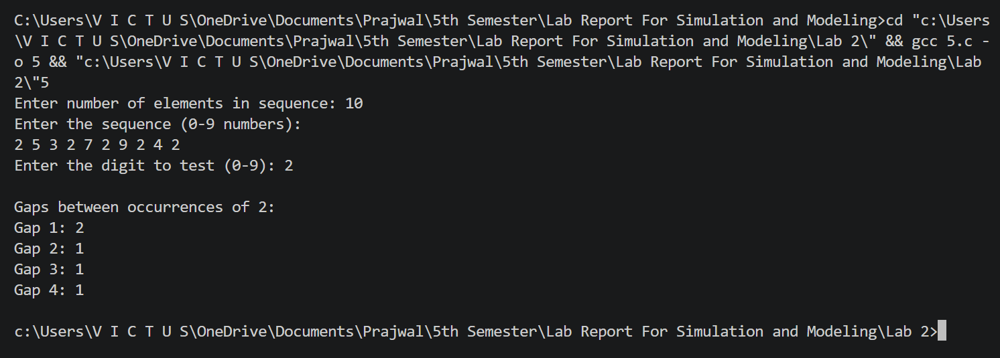 C:\Users\V I C T U S\OneDrive\Documents\Prajwal\5th Semester\Lab Report For Simulation and Modeling>cd "c:\Users
\V I C T U S\OneDrive\Documents\Prajwal\5th Semester\Lab Report For Simulation and Modeling\Lab 2\" && gcc 5.c -
o 5 && "c:\Users\V I C T U S\OneDrive\Documents\Prajwal\5th Semester\Lab Report For Simulation and Modeling\Lab
2\"5
Enter number of elements in sequence: 10
Enter the sequence (0-9 numbers):
2 5 3 2 7 2 9 2 4 2
Enter the digit to test (0-9): 2
Gaps between occurrences of 2:
Gap 1: 2
Gap 2: 1
Gap 3: 1
Gap 4: 1
c:\Users\V I C T U S\OneDrive\Documents\Prajwal\5th Semester\Lab Report For Simulation and Modeling\Lab 2>